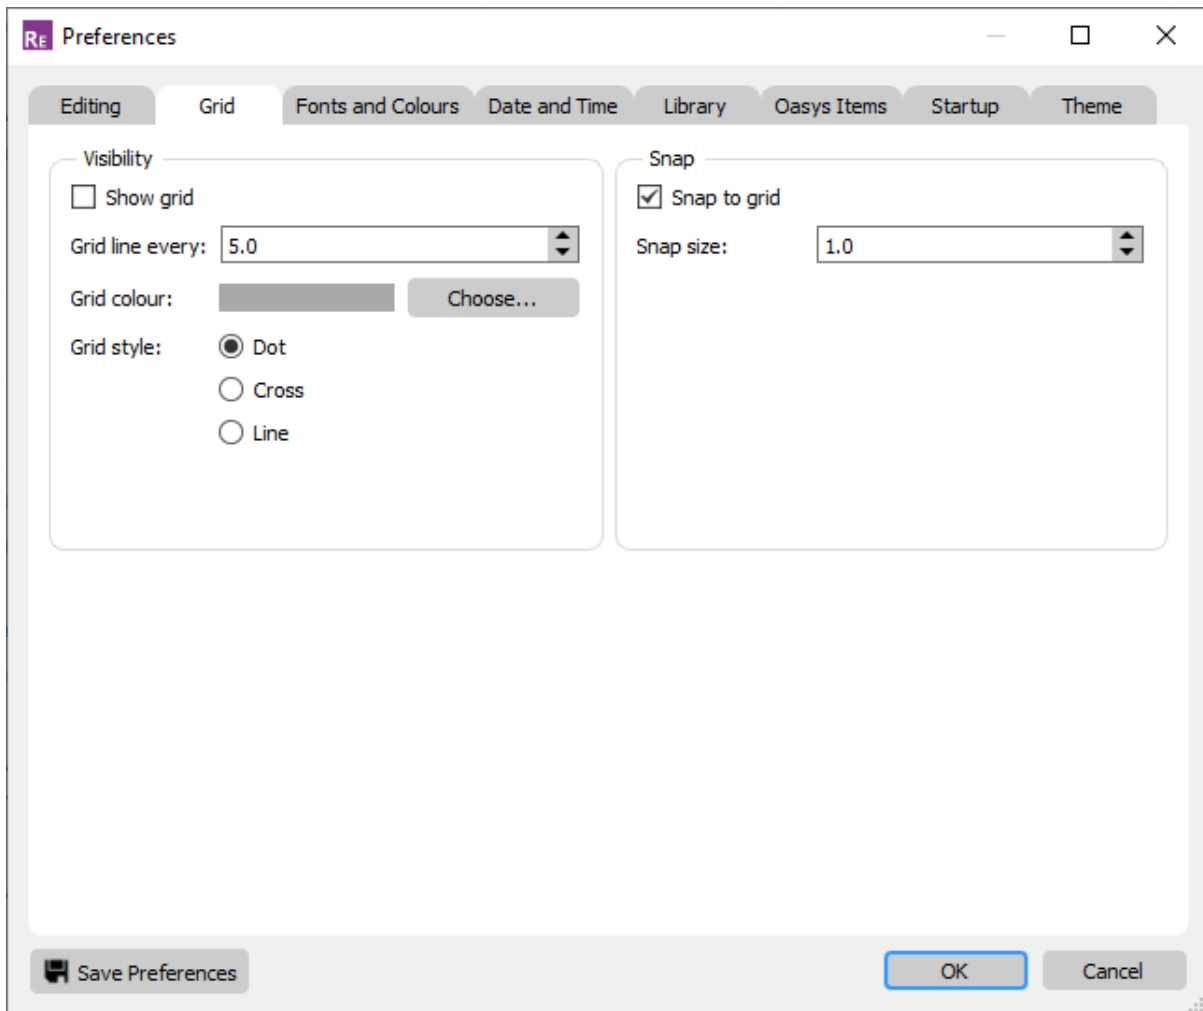 RE Preferences
Editing Grid Fonts and Colours Date and Time Library Oasys Items Startup Theme
Visibility
Show grid
Grid line every: 5.0
Grid colour: Choose...
Grid style: Dot
Cross
Line
Snap
Snap to grid
Snap size: 1.0
Save Preferences OK Cancel